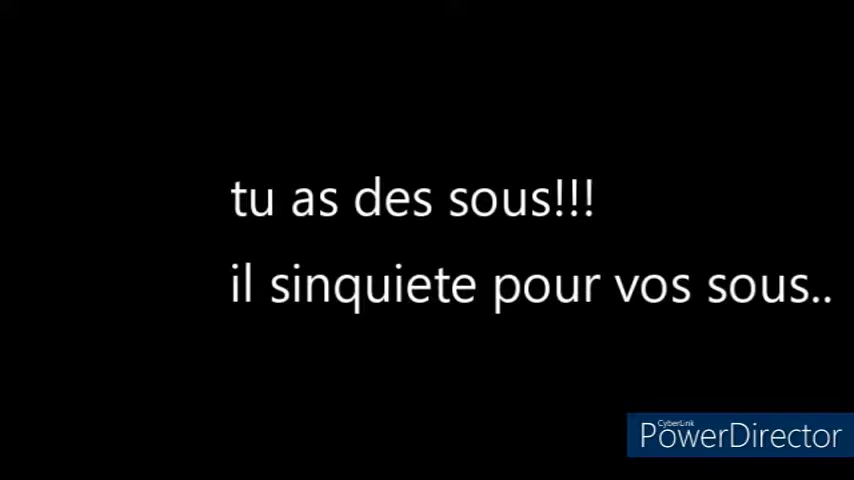 tu as des sous!!!
il sinquiete pour vos sous..
CyberLink
PowerDirector